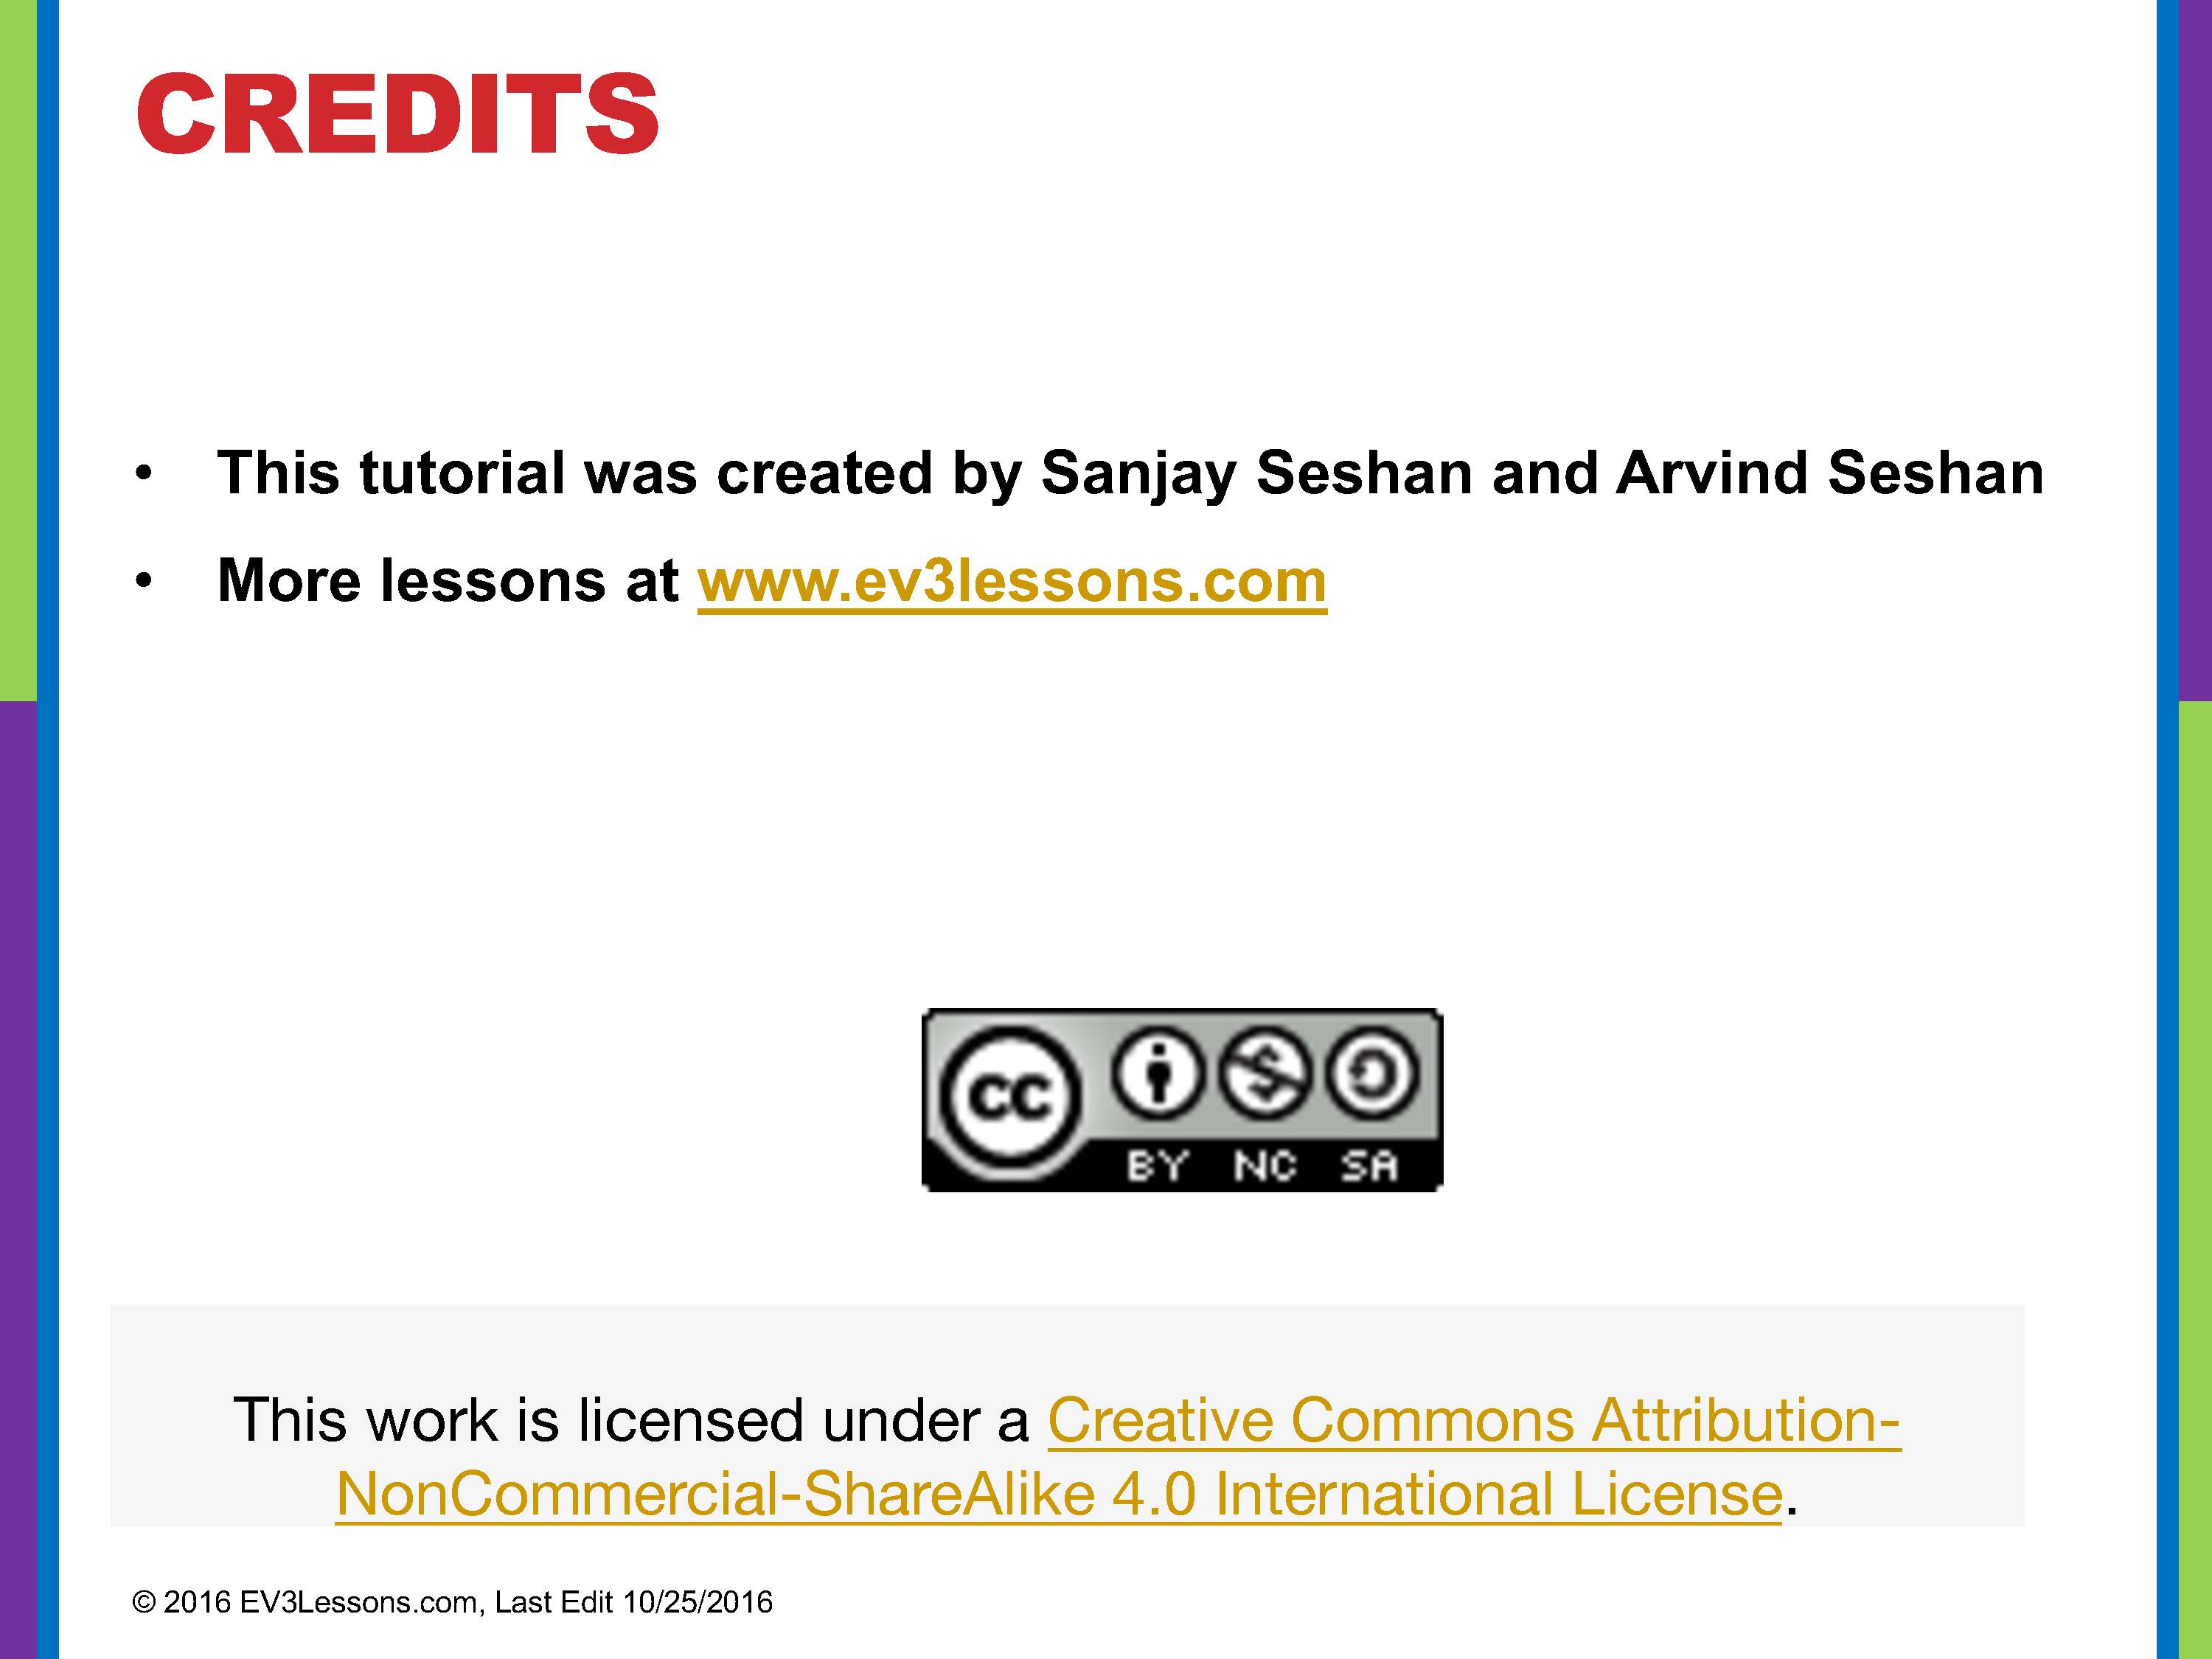 CREDITS
• This tutorial was created by Sanjay Seshan and Arvind Seshan
• More lessons at www.ev3lessons.com
cc
BY NC SA
This work is licensed under a Creative Commons Attribution-
NonCommercial-ShareAlike 4.0 International License.
© 2016 EV3Lessons.com, Last Edit 10/25/2016